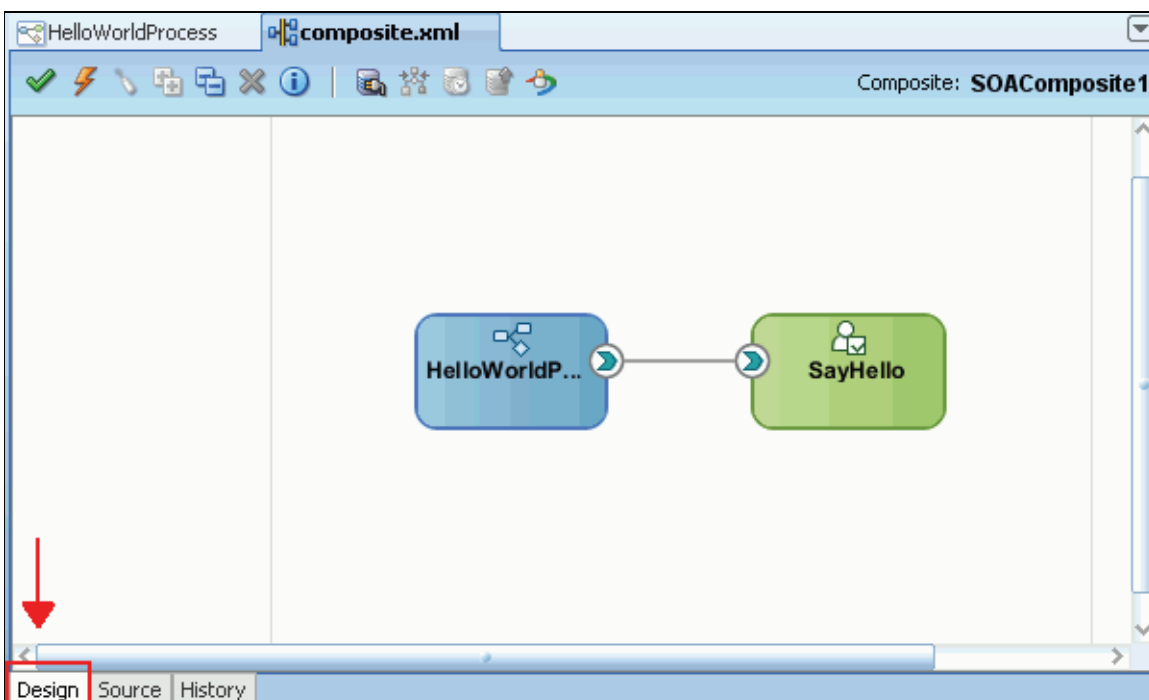 HelloWorldProcess
composite.xml
Composite: SOAComposite1
HelloWorldP...
SayHello
Design
Source
History